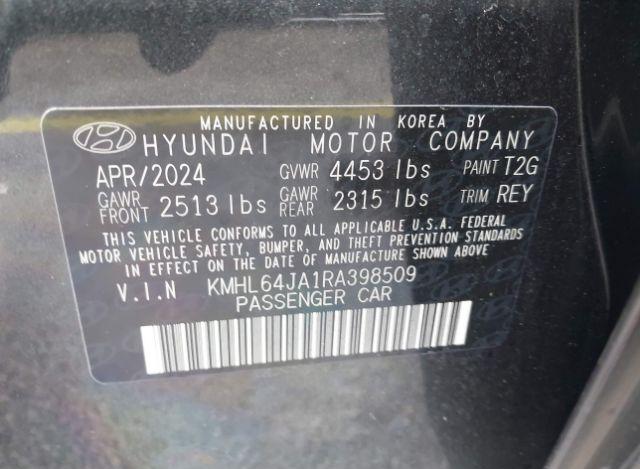 MANUFACTURED IN KOREA BY
HYUNDAI MOTOR COMPANY
APR/2024 GVWR 4453 lbs PAINT T2G
GAWR FRONT 2513 lbs GAWR REAR 2315 lbs TRIM REY
THIS VEHICLE CONFORMS TO ALL APPLICABLE U.S.A. FEDERAL
MOTOR VEHICLE SAFETY, BUMPER, AND THEFT PREVENTION STANDARDS
IN EFFECT ON THE DATE OF MANUFACTURE SHOWN ABOVE
V.I.N KMHL64JA1RA398509
PASSENGER CAR